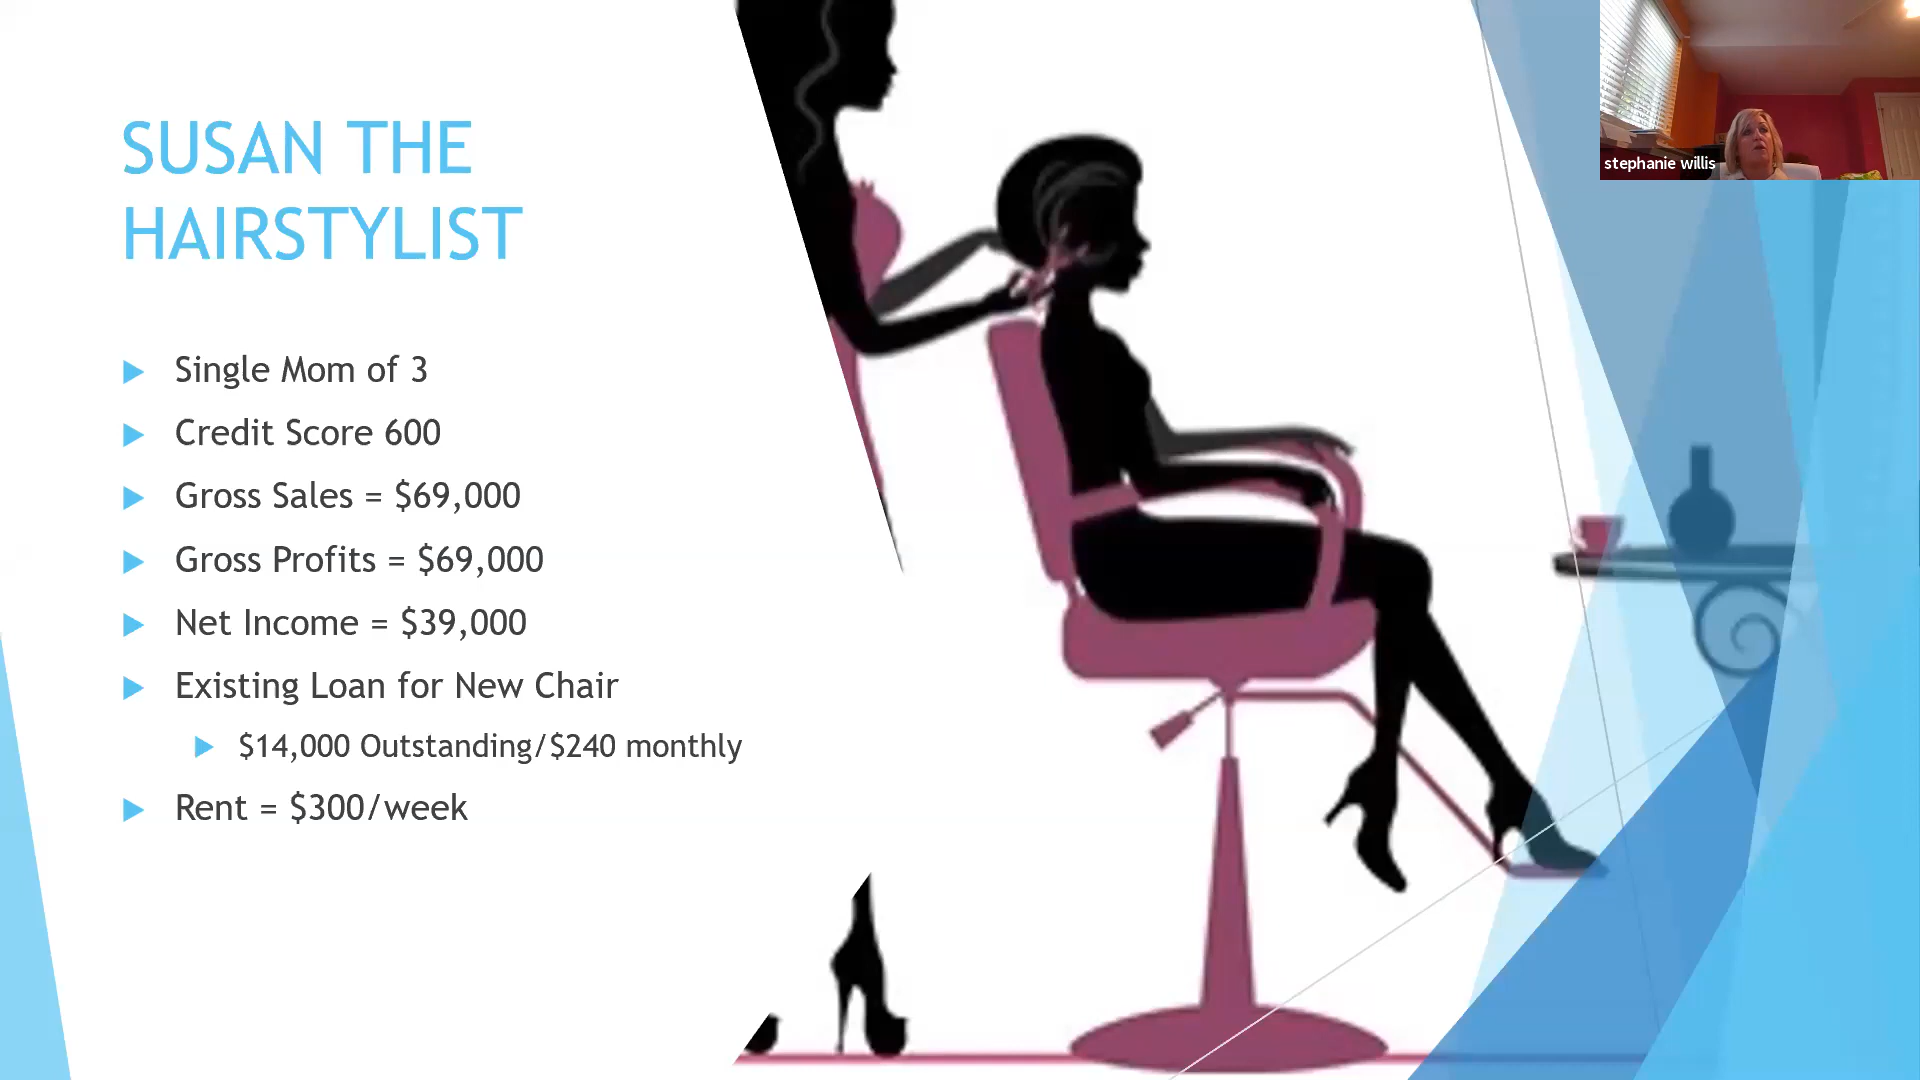 SUSAN THE
HAIRSTYLIST
Single Mom of 3
Credit Score 600
Gross Sales = $69,000
Gross Profits = $69,000
Net Income = $39,000
Existing Loan for New Chair
$14,000 Outstanding/$240 monthly
Rent = $300/week
stephanie willis